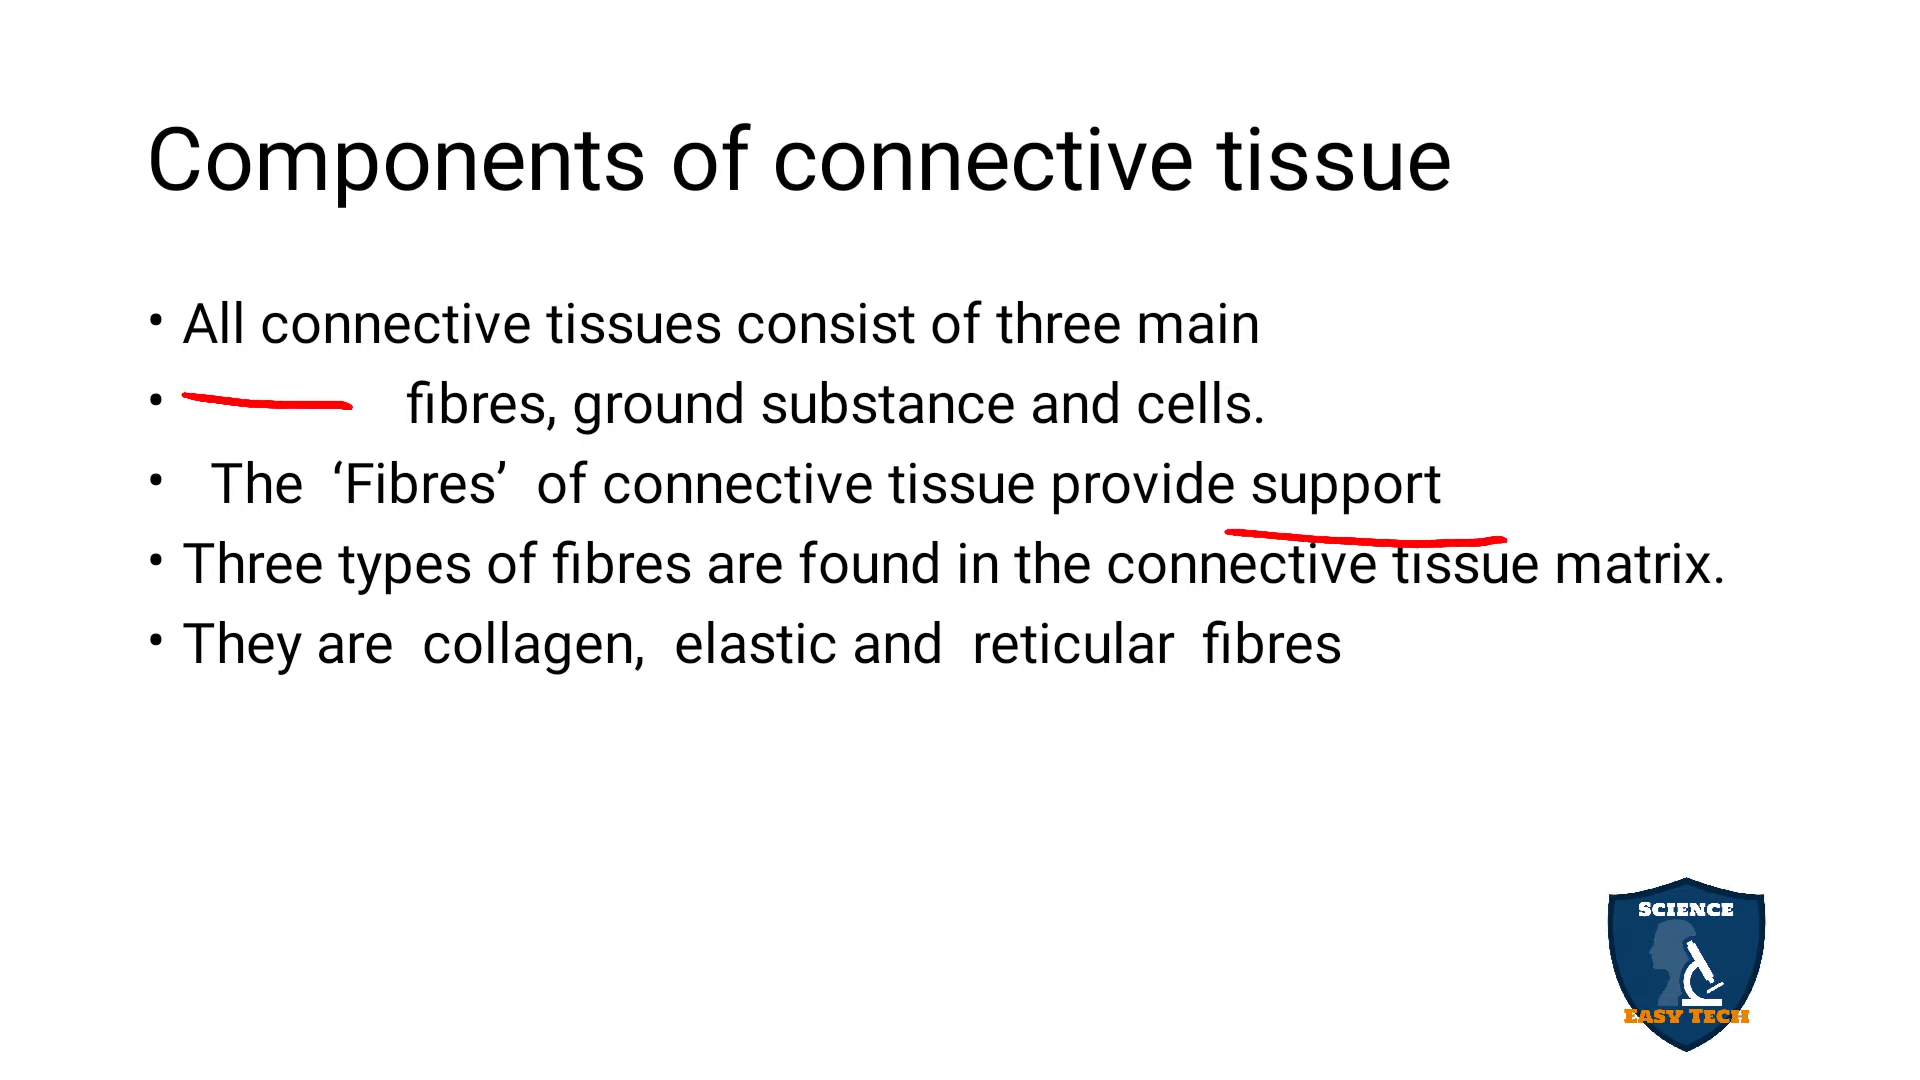 Components of connective tissue
• All connective tissues consist of three main
• fibres, ground substance and cells.
• The ‘Fibres’ of connective tissue provide support
• Three types of fibres are found in the connective tissue matrix.
• They are collagen, elastic and reticular fibres
SCIENCE
EASY TECH